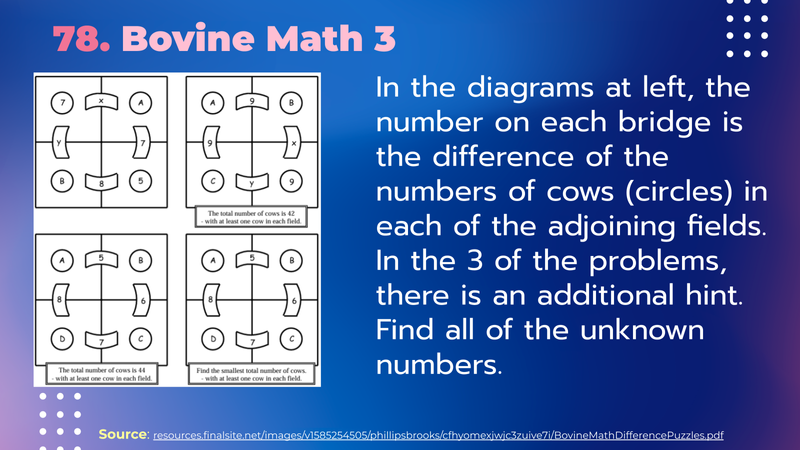 78. Bovine Math 3
7 x A
y 7
B 8 5
A 9 B
9 x
C y 9
The total number of cows is 42
- with at least one cow in each field.
A 5 B
8 6
D 7 C
The total number of cows is 44
- with at least one cow in each field.
A 5 B
8 6
D 7 C
Find the smallest total number of cows.
- with at least one cow in each field.
In the diagrams at left, the
number on each bridge is
the difference of the
numbers of cows (circles) in
each of the adjoining fields.
In the 3 of the problems,
there is an additional hint.
Find all of the unknown
numbers.
Source: resources.finalsite.net/images/v1585254505/phillipsbrooks/cfhyomexjwjc3zuive7i/BovineMathDifferencePuzzles.pdf